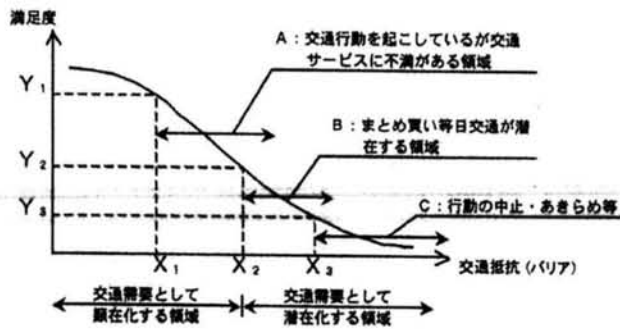 満足度
A：交通行動を起こしているが交通
サービスに不満がある領域
Y₁
B：まとめ買い等日交通が潜
在する領域
Y₂
C：行動の中止・あきらめ等
Y₃
X₁
X₂
X₃
交通抵抗(バリア)
交通需要として
顕在化する領域
交通需要として
潜在化する領域